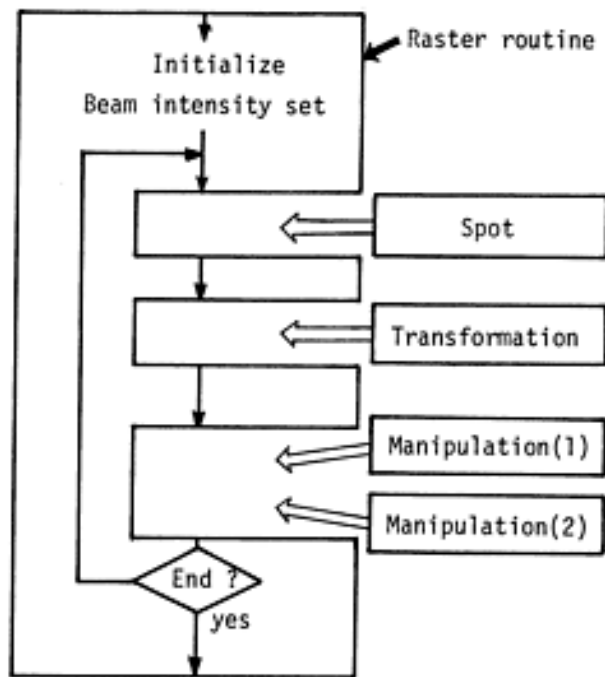 Raster routine
Initialize
Beam intensity set
Spot
Transformation
Manipulation(1)
Manipulation(2)
End ?
yes